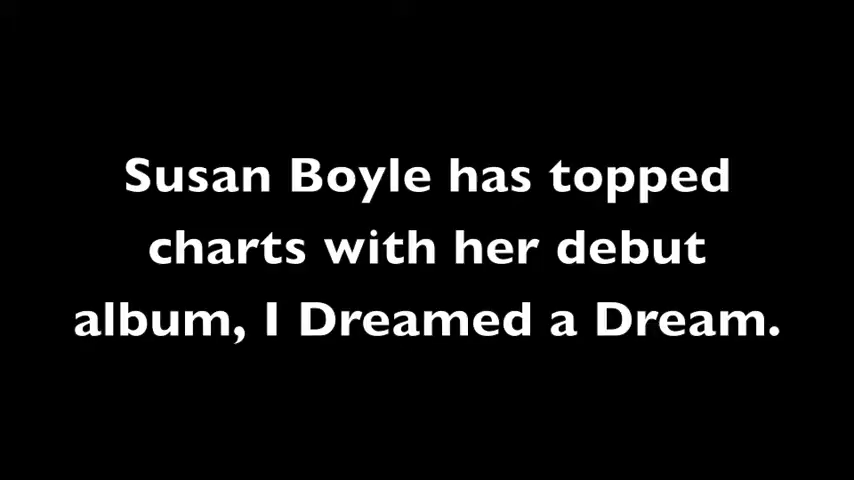 Susan Boyle has topped
charts with her debut
album, I Dreamed a Dream.